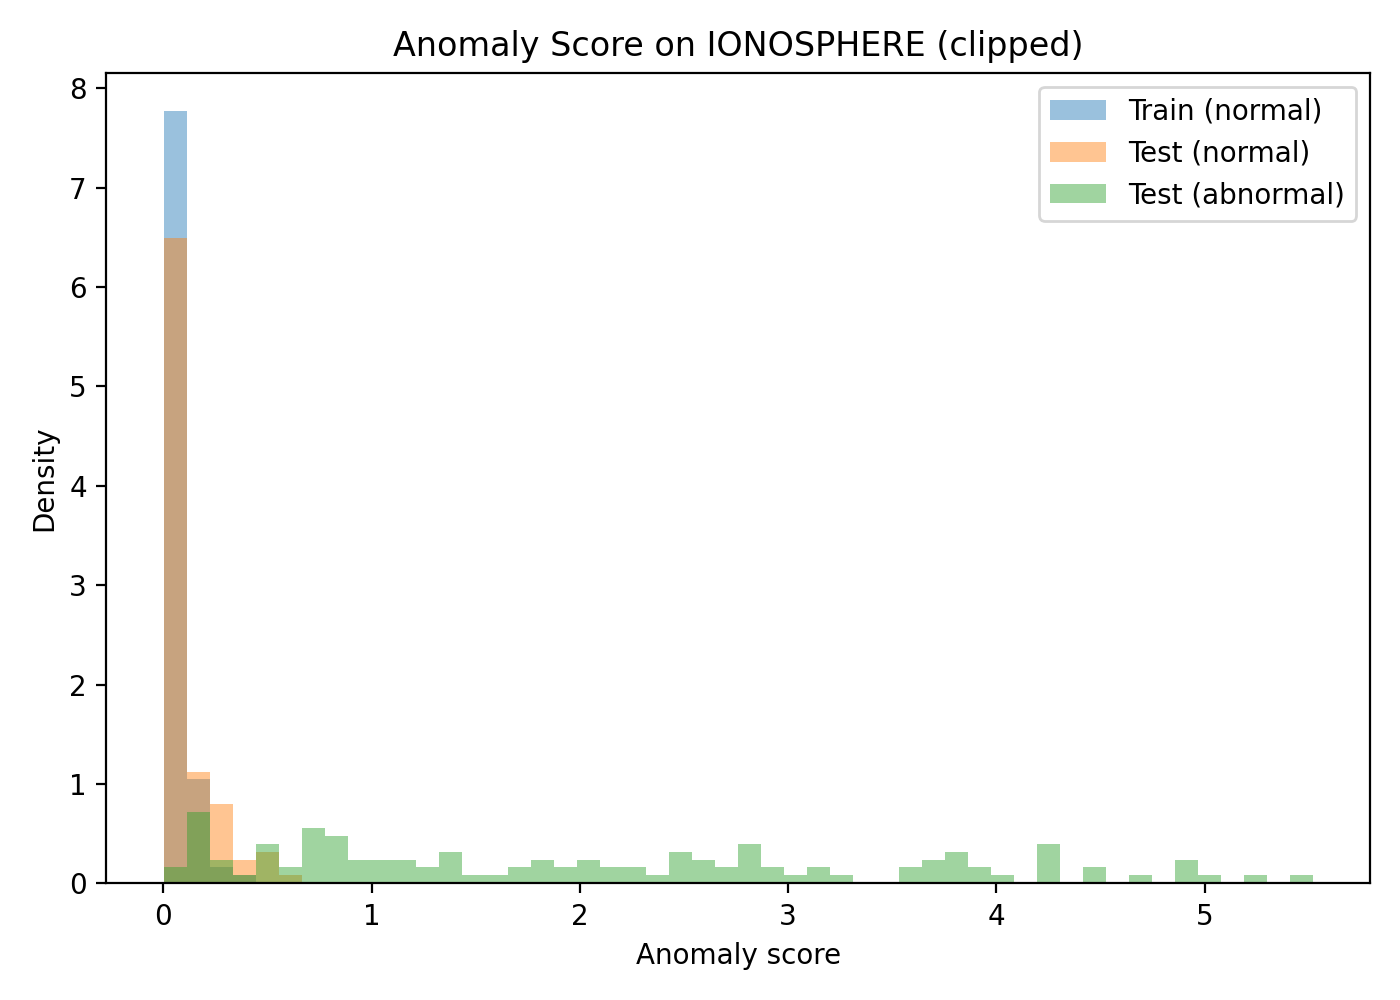 Anomaly Score on IONOSPHERE (clipped)
Train (normal)
Test (normal)
Test (abnormal)
Density
8
7
6
5
4
3
2
1
0
0 1 2 3 4 5
Anomaly score